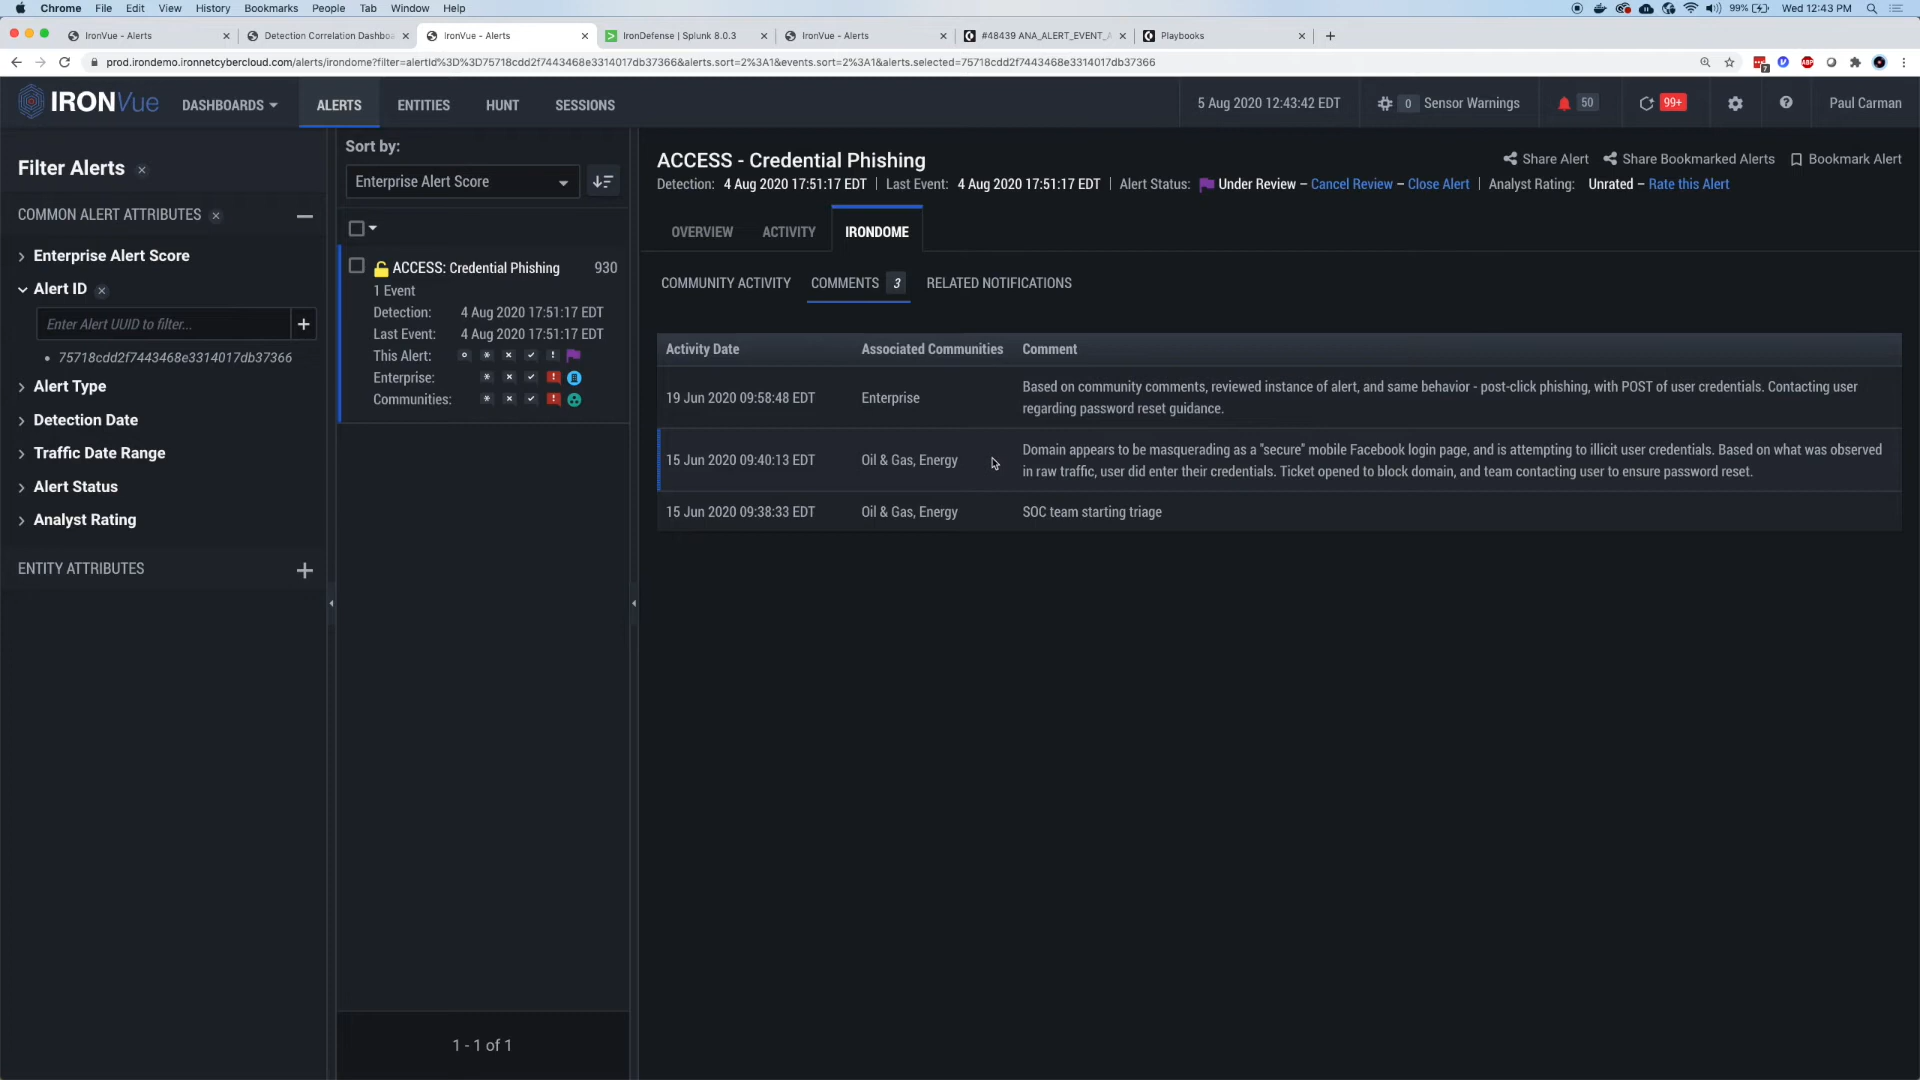 Chrome File Edit View History Bookmarks People Tab Window Help 99% Wed 12:43 PM
IronVue - Alerts Detection Correlation Dashboa IronVue - Alerts IronDefense | Splunk 8.0.3 IronVue - Alerts #48439 ANA_ALERT_EVENT_A Playbooks
prod.irondemo.ironnetcybercloud.com/alerts/irondome?filter=alertId%3D%3D75718cdd2f7443468e3314017db37366&alerts.sort=2%3A1&events.sort=2%3A1&alerts.selected=75718cdd2f7443468e3314017db37366
7 ABP
IRONVue DASHBOARDS ALERTS ENTITIES HUNT SESSIONS 5 Aug 2020 12:43:42 EDT 0 Sensor Warnings 50 99+ Paul Carman
Filter Alerts
COMMON ALERT ATTRIBUTES
Enterprise Alert Score
Alert ID
Enter Alert UUID to filter...
75718cdd2f7443468e3314017db37366
Alert Type
Detection Date
Traffic Date Range
Alert Status
Analyst Rating
ENTITY ATTRIBUTES
Sort by:
Enterprise Alert Score
ACCESS: Credential Phishing 930
1 Event
Detection: 4 Aug 2020 17:51:17 EDT
Last Event: 4 Aug 2020 17:51:17 EDT
This Alert:
Enterprise:
Communities:
1 - 1 of 1
ACCESS - Credential Phishing Share Alert Share Bookmarked Alerts Bookmark Alert
Detection: 4 Aug 2020 17:51:17 EDT | Last Event: 4 Aug 2020 17:51:17 EDT | Alert Status: Under Review – Cancel Review – Close Alert | Analyst Rating: Unrated – Rate this Alert
OVERVIEW ACTIVITY IRONDOME
COMMUNITY ACTIVITY COMMENTS 3 RELATED NOTIFICATIONS
Activity Date Associated Communities Comment
19 Jun 2020 09:58:48 EDT Enterprise Based on community comments, reviewed instance of alert, and same behavior - post-click phishing, with POST of user credentials. Contacting user
regarding password reset guidance.
15 Jun 2020 09:40:13 EDT Oil & Gas, Energy Domain appears to be masquerading as a "secure" mobile Facebook login page, and is attempting to illicit user credentials. Based on what was observed
in raw traffic, user did enter their credentials. Ticket opened to block domain, and team contacting user to ensure password reset.
15 Jun 2020 09:38:33 EDT Oil & Gas, Energy SOC team starting triage